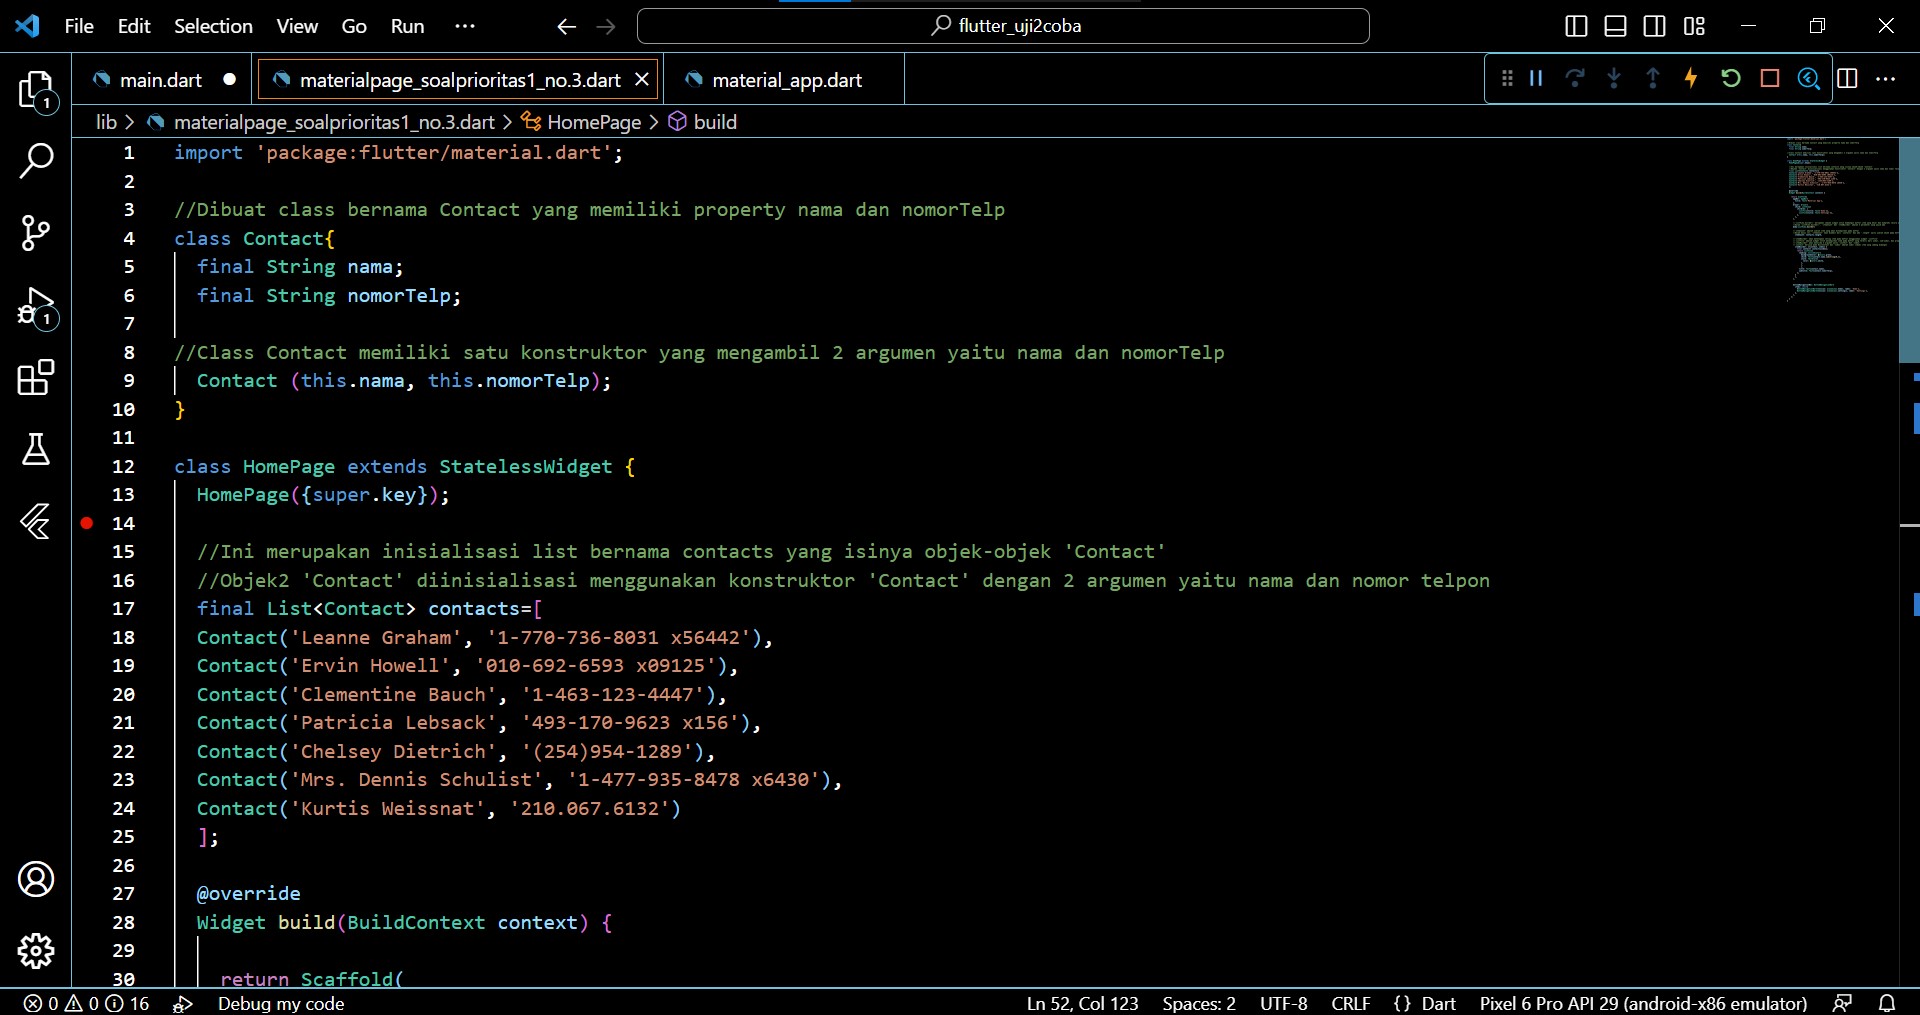 File Edit Selection View Go Run ··· flutter_uji2coba
main.dart materialpage_soalprioritas1_no.3.dart material_app.dart
lib > materialpage_soalprioritas1_no.3.dart > HomePage > build
1 import 'package:flutter/material.dart';
2
3 //Dibuat class bernama Contact yang memiliki property nama dan nomorTelp
4 class Contact{
5 final String nama;
6 final String nomorTelp;
7
8 //Class Contact memiliki satu konstruktor yang mengambil 2 argumen yaitu nama dan nomorTelp
9 Contact (this.nama, this.nomorTelp);
10 }
11
12 class HomePage extends StatelessWidget {
13 HomePage({super.key});
14
15 //Ini merupakan inisialisasi list bernama contacts yang isinya objek-objek 'Contact'
16 //Objek2 'Contact' diinisialisasi menggunakan konstruktor 'Contact' dengan 2 argumen yaitu nama dan nomor telpon
17 final List<Contact> contacts=[
18 Contact('Leanne Graham', '1-770-736-8031 x56442'),
19 Contact('Ervin Howell', '010-692-6593 x09125'),
20 Contact('Clementine Bauch', '1-463-123-4447'),
21 Contact('Patricia Lebsack', '493-170-9623 x156'),
22 Contact('Chelsey Dietrich', '(254)954-1289'),
23 Contact('Mrs. Dennis Schulist', '1-477-935-8478 x6430'),
24 Contact('Kurtis Weissnat', '210.067.6132')
25 ];
26
27 @override
28 Widget build(BuildContext context) {
29
30 return Scaffold(
1
1
0 0 16 Debug my code Ln 52, Col 123 Spaces: 2 UTF-8 CRLF {} Dart Pixel 6 Pro API 29 (android-x86 emulator)